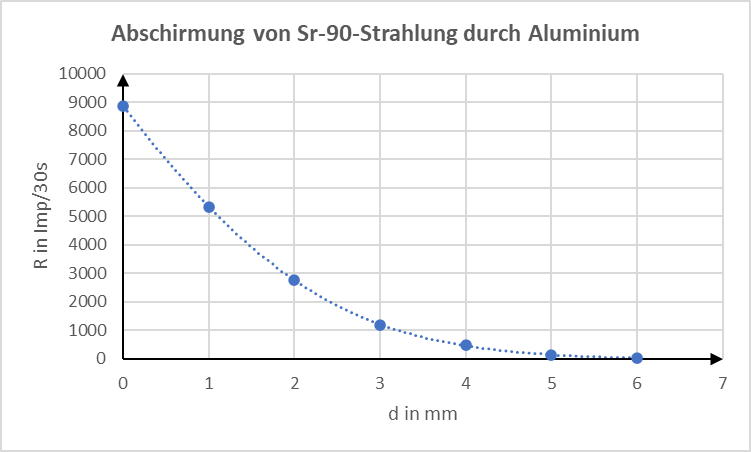 Abschirmung von Sr-90-Strahlung durch Aluminium
10000
9000
8000
7000
6000
5000
4000
3000
2000
1000
0
R in Imp/30s
0 1 2 3 4 5 6 7
d in mm